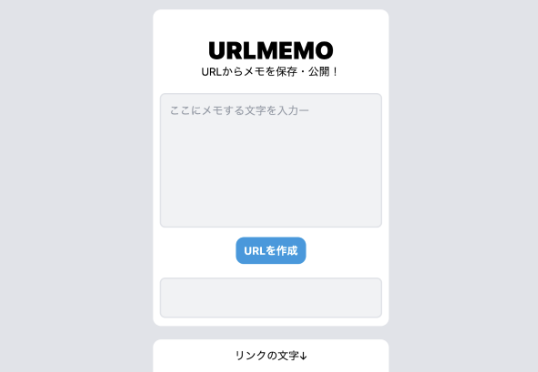 URLMEMO
URLからメモを保存・公開！
ここにメモする文字を入力ー
URLを作成
リンクの文字↓